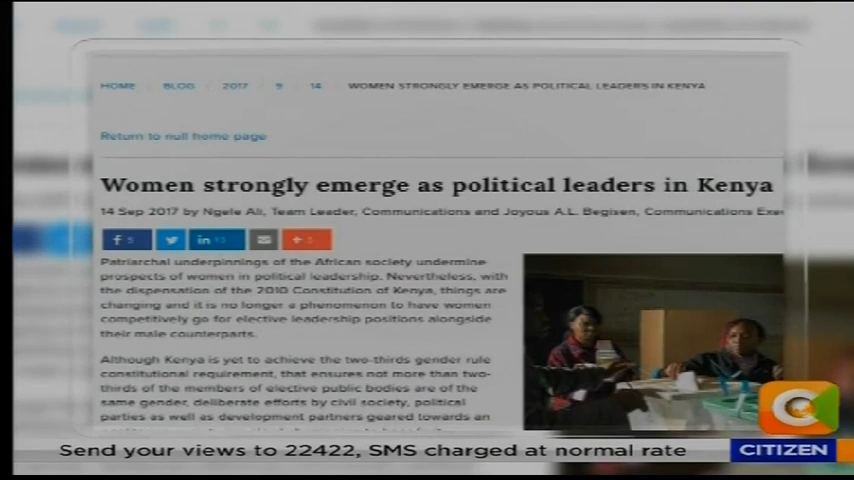 HOME BLOG 2017 9 14 WOMEN STRONGLY EMERGE AS POLITICAL LEADERS IN KENYA
Return to null home page
Women strongly emerge as political leaders in Kenya
14 Sep 2017 by Ngele Ali, Team Leader, Communications and Joyous A.L. Begisen, Communications Exe
f 5 in 13 +
Patriarchal underpinnings of the African society undermine
prospects of women in political leadership. Nevertheless, with
the dispensation of the 2010 Constitution of Kenya, things are
changing and it is no longer a phenomenon to have women
competitively go for elective leadership positions alongside
their male counterparts.
Although Kenya is yet to achieve the two-thirds gender rule
constitutional requirement, that ensures not more than two-
thirds of the members of elective public bodies are of the
same gender, deliberate efforts by civil society, political
parties as well as development partners geared towards an
Send your views to 22422, SMS charged at normal rate
CITIZEN